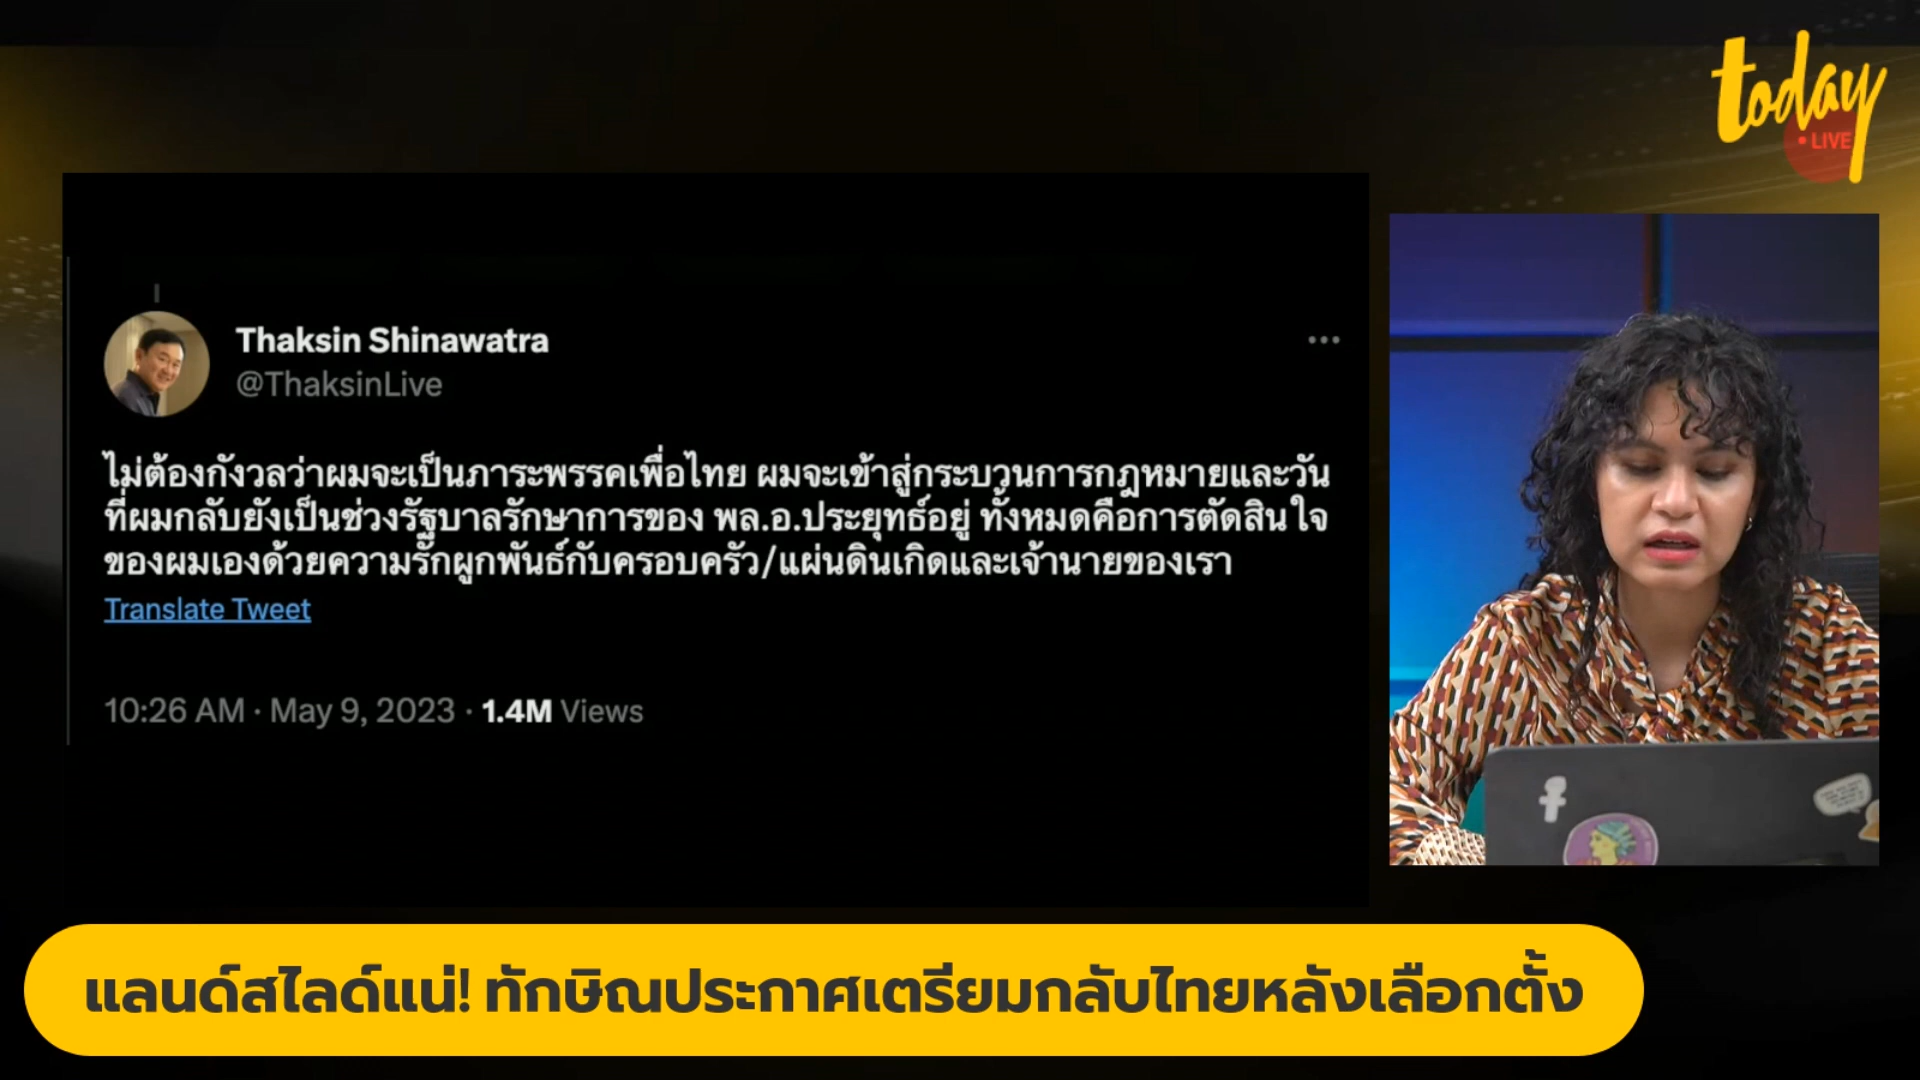 today
• LIVE
Thaksin Shinawatra
@ThaksinLive
ไม่ต้องกังวลว่าผมจะเป็นภาระพรรคเพื่อไทย ผมจะเข้าสู่กระบวนการกฎหมายและวัน
ที่ผมกลับยังเป็นช่วงรัฐบาลรักษาการของ พล.อ.ประยุทธ์อยู่ ทั้งหมดคือการตัดสินใจ
ของผมเองด้วยความรักผูกพันธ์กับครอบครัว/แผ่นดินเกิดและเจ้านายของเรา
Translate Tweet
10:26 AM · May 9, 2023 · 1.4M Views
แลนด์สไลด์แน่! ทักษิณประกาศเตรียมกลับไทยหลังเลือกตั้ง